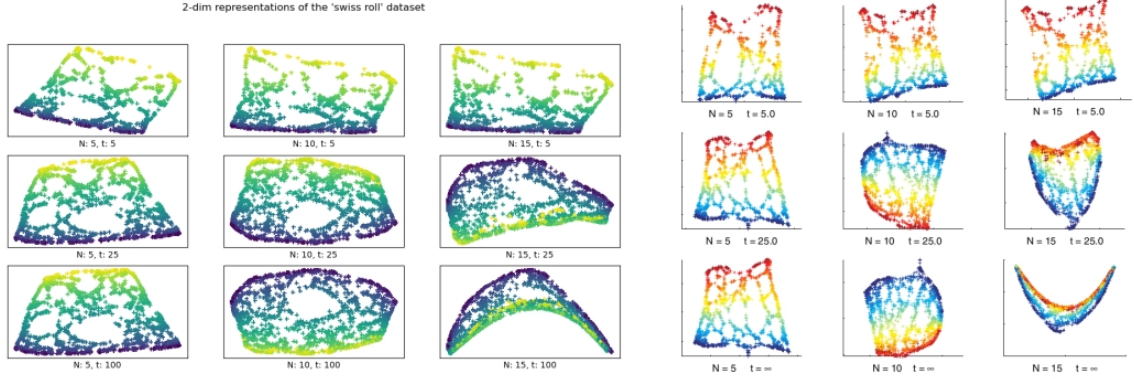 2-dim representations of the 'swiss roll' dataset
N: 5, t: 5
N: 10, t: 5
N: 15, t: 5
N = 5 t = 5.0
N = 10 t = 5.0
N = 15 t = 5.0
N: 5, t: 25
N: 10, t: 25
N: 15, t: 25
N = 5 t = 25.0
N = 10 t = 25.0
N = 15 t = 25.0
N: 5, t: 100
N: 10, t: 100
N: 15, t: 100
N = 5 t = ∞
N = 10 t = ∞
N = 15 t = ∞